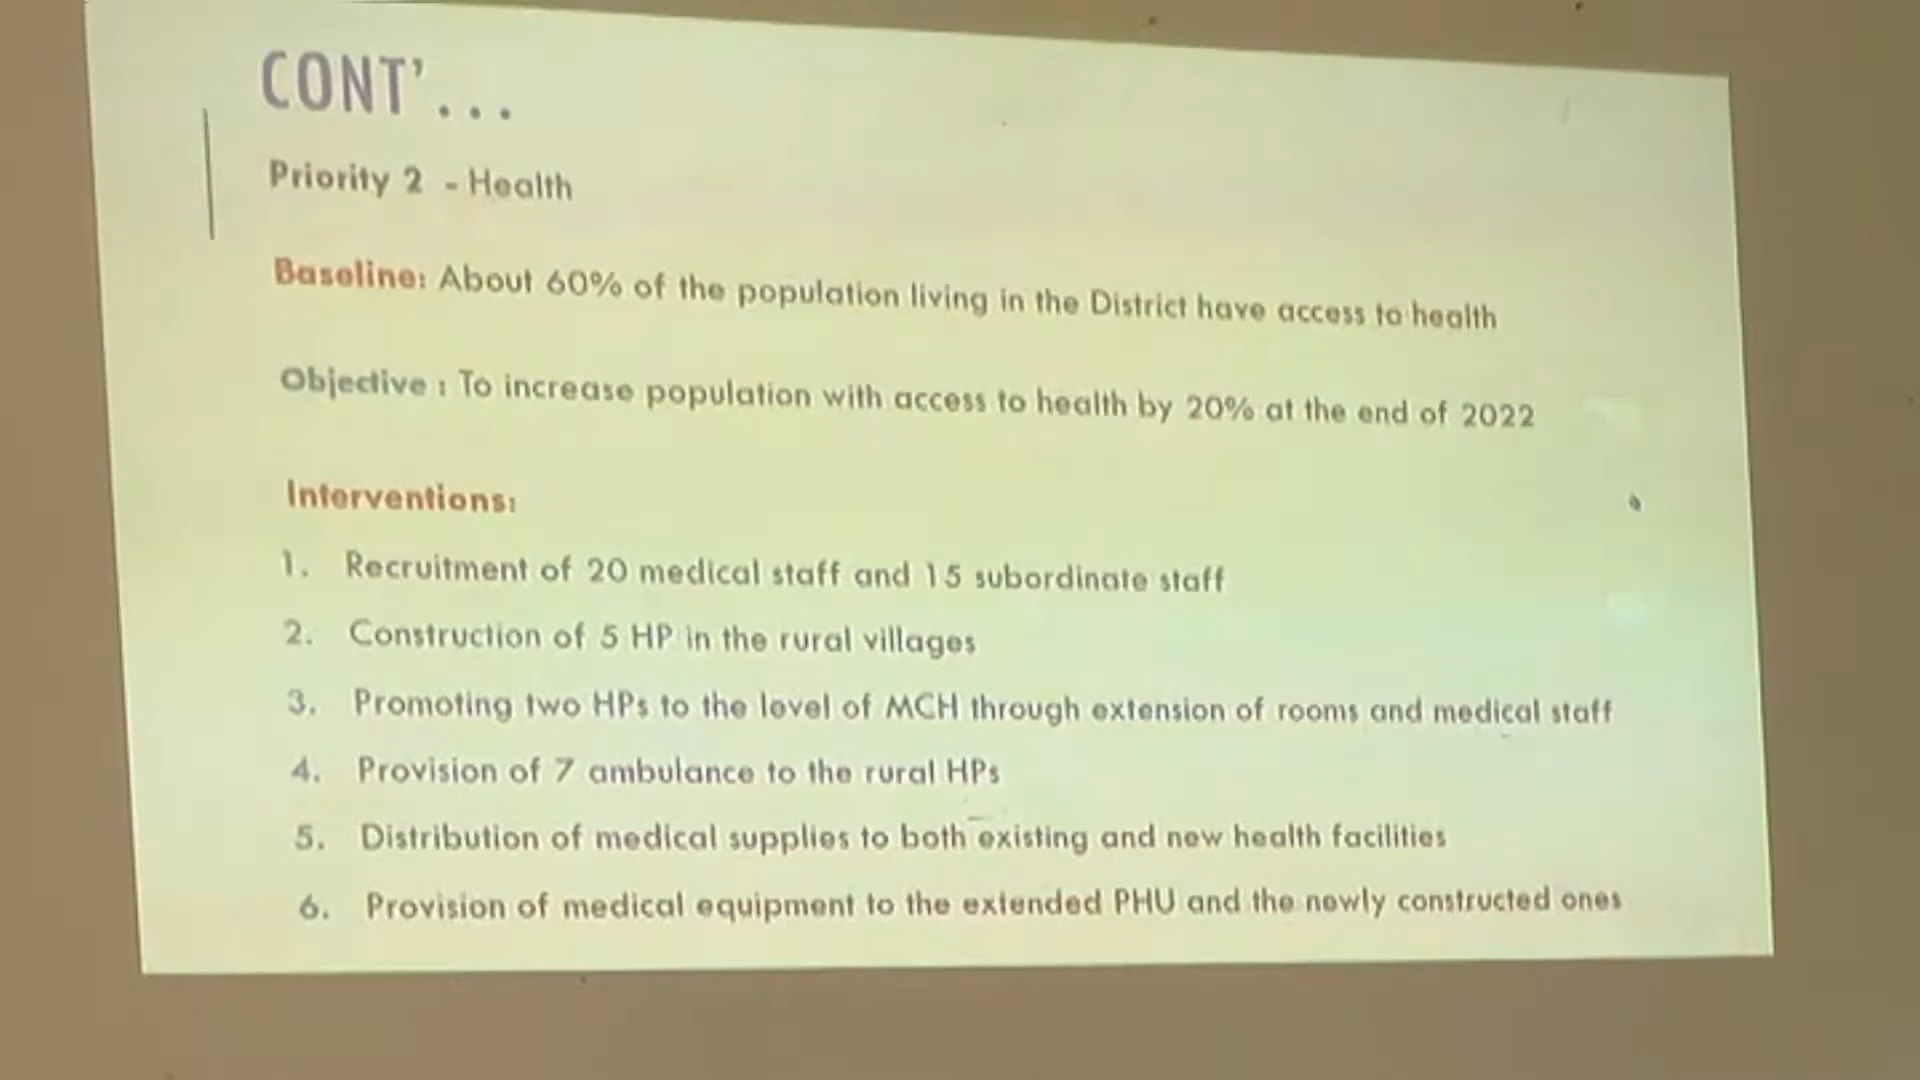 CONT'...
Priority 2 - Health
Baseline: About 60% of the population living in the District have access to health
Objective : To increase population with access to health by 20% at the end of 2022
Interventions:
1. Recruitment of 20 medical staff and 15 subordinate staff
2. Construction of 5 HP in the rural villages
3. Promoting two HPs to the level of MCH through extension of rooms and medical staff
4. Provision of 7 ambulance to the rural HPs
5. Distribution of medical supplies to both existing and new health facilities
6. Provision of medical equipment to the extended PHU and the newly constructed ones